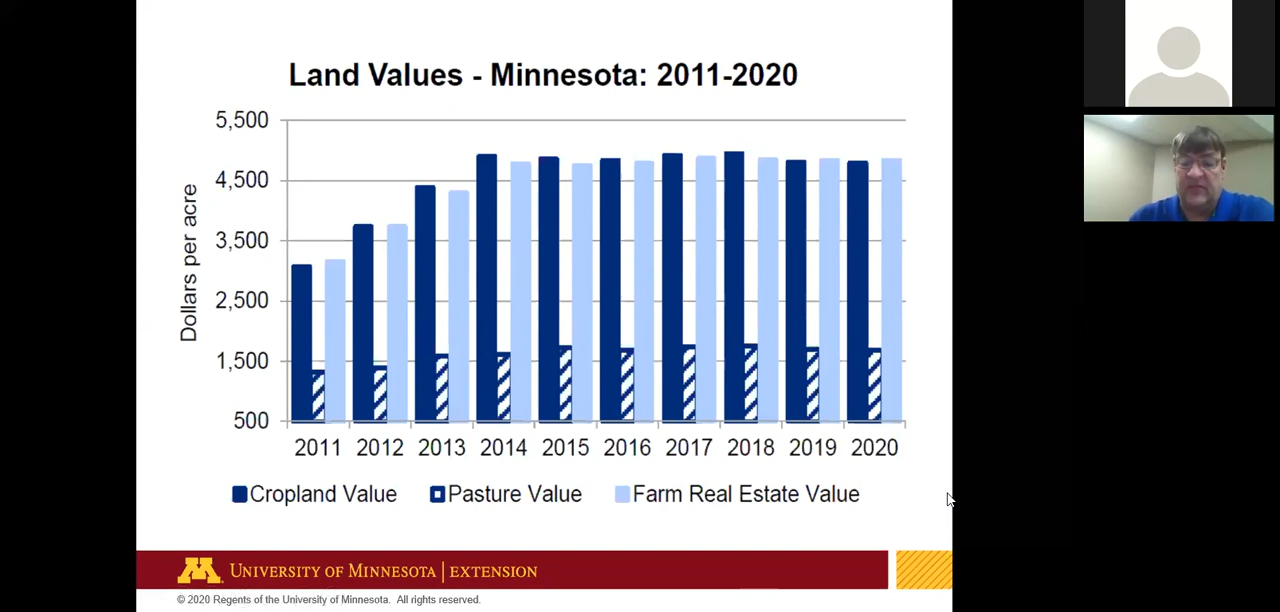 Land Values - Minnesota: 2011-2020
Dollars per acre
5,500
4,500
3,500
2,500
1,500
500
2011 2012 2013 2014 2015 2016 2017 2018 2019 2020
Cropland Value Pasture Value Farm Real Estate Value
M UNIVERSITY OF MINNESOTA | EXTENSION
© 2020 Regents of the University of Minnesota. All rights reserved.